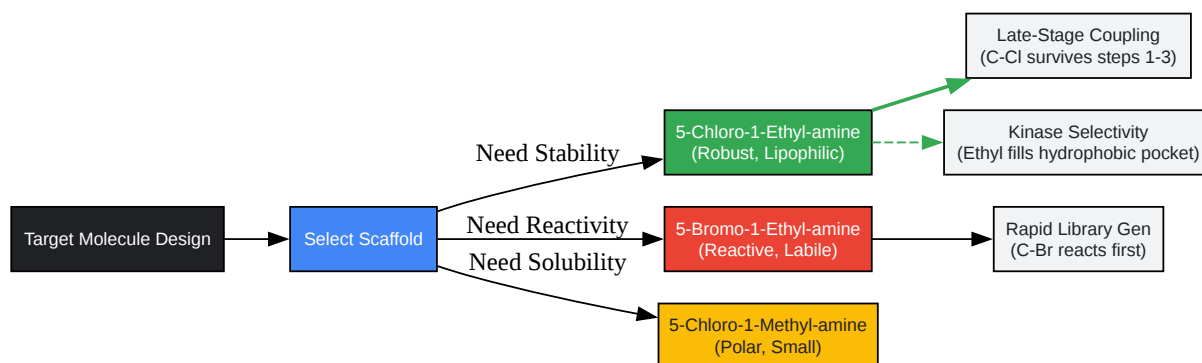 Late-Stage Coupling
(C-Cl survives steps 1-3)
5-Chloro-1-Ethyl-amine
(Robust, Lipophilic)
Kinase Selectivity
(Ethyl fills hydrophobic pocket)
Need Stability
Target Molecule Design
Select Scaffold
Need Reactivity
5-Bromo-1-Ethyl-amine
(Reactive, Labile)
Rapid Library Gen
(C-Br reacts first)
Need Solubility
5-Chloro-1-Methyl-amine
(Polar, Small)